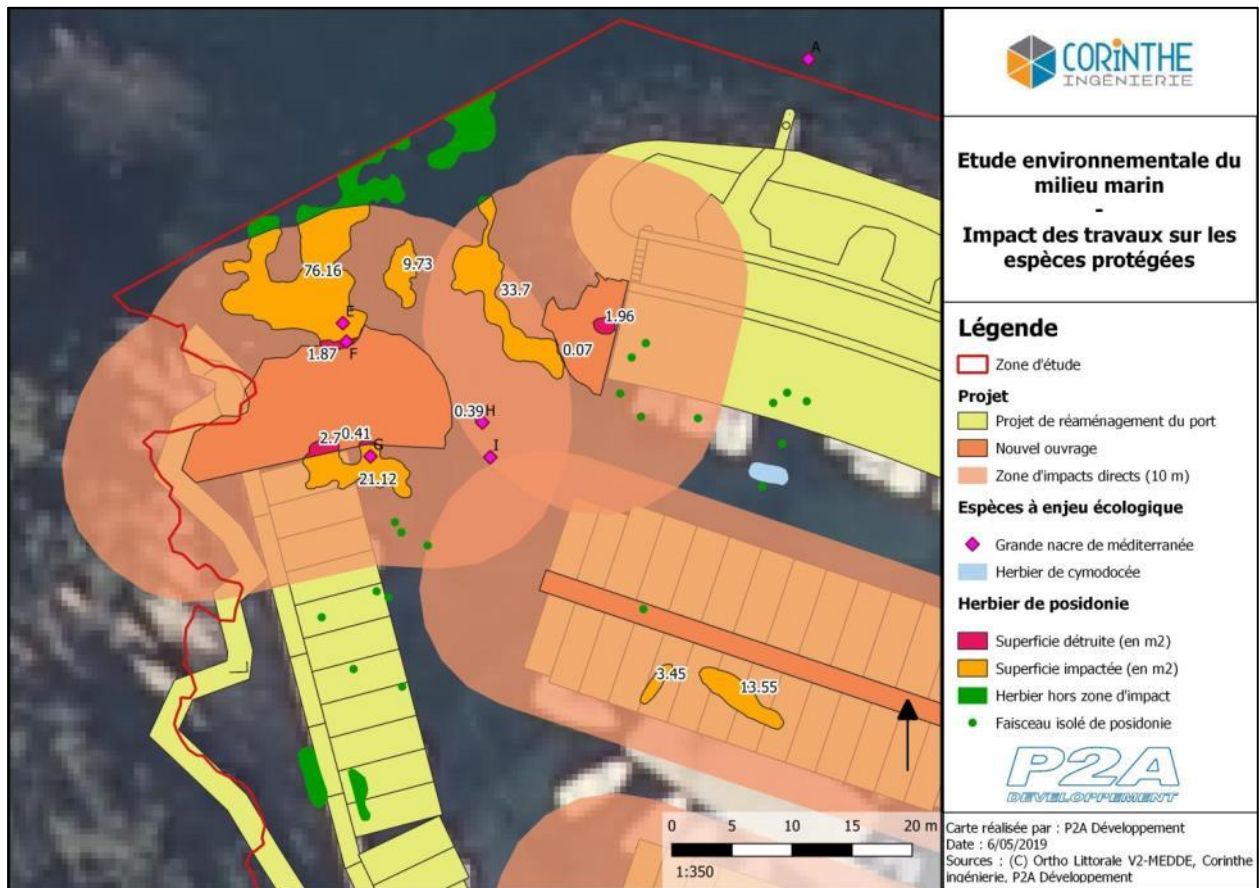 A
76.16
9.73
33.7
1.96
E
0.07
1.87
F
0.39
H
2.7
0.41
G
I
21.12
3.45
13.55
0 5 10 15 20 m
1:350
CORiNTHE
INGÉNIERIE
Etude environnementale du
milieu marin
-
Impact des travaux sur les
espèces protégées
Légende
Zone d'étude
Projet
Projet de réaménagement du port
Nouvel ouvrage
Zone d'impacts directs (10 m)
Espèces à enjeu écologique
Grande nacre de méditerranée
Herbier de cymodocée
Herbier de posidonie
Superficie détruite (en m2)
Superficie impactée (en m2)
Herbier hors zone d'impact
Faisceau isolé de posidonie
P2A
DEVELOPPEMENT
Carte réalisée par : P2A Développement
Date : 6/05/2019
Sources : (C) Ortho Littorale V2-MEDDE, Corinthe
ingénierie, P2A Développement